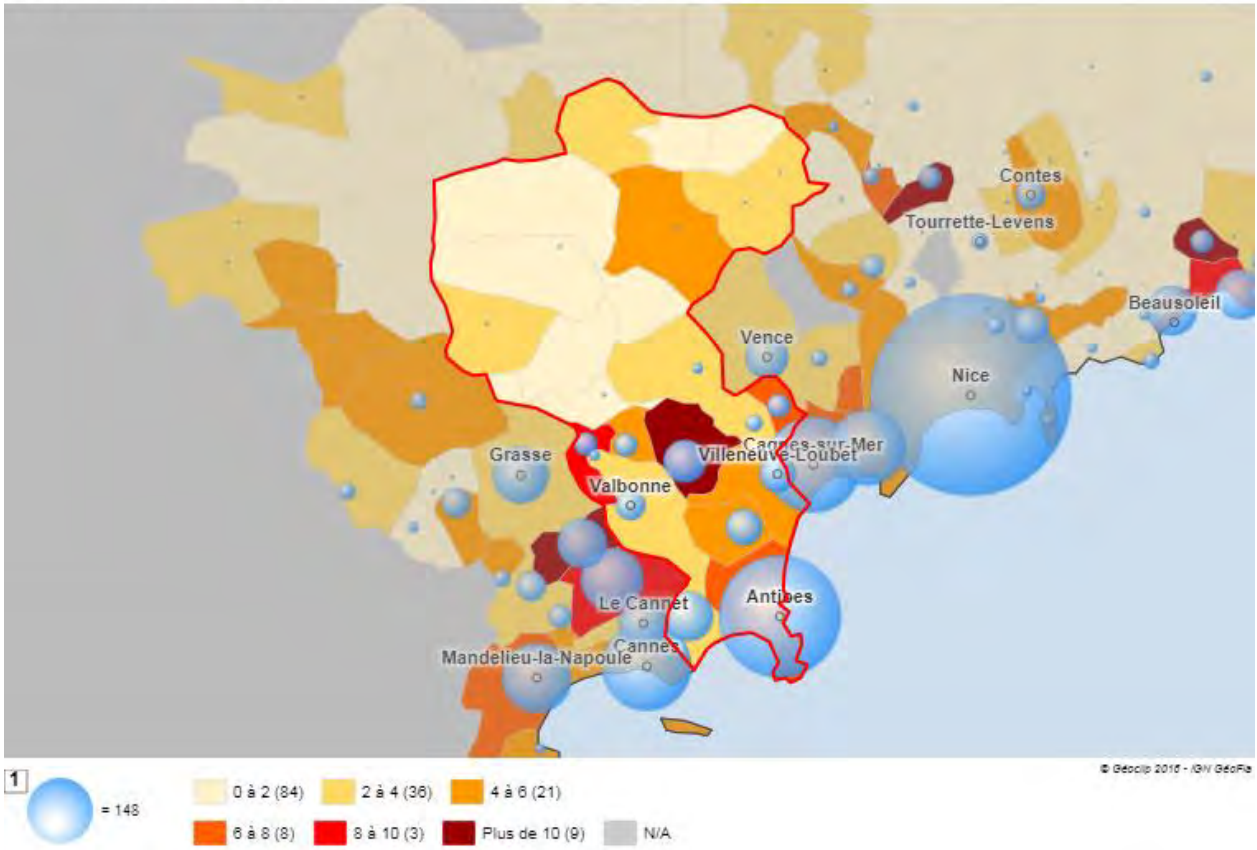 Contes
Tourrette-Levens
Beausoleil
Vence
Nice
Cagnes-sur-Mer
Villeneuve-Loubet
Grasse
Valbonne
Antibes
Le Cannet
Cannes
Mandelieu-la-Napoule
© Géoclip 2016 - IGN GéoFla
1
= 148
0 à 2 (84)
2 à 4 (36)
4 à 6 (21)
6 à 8 (8)
8 à 10 (3)
Plus de 10 (9)
N/A